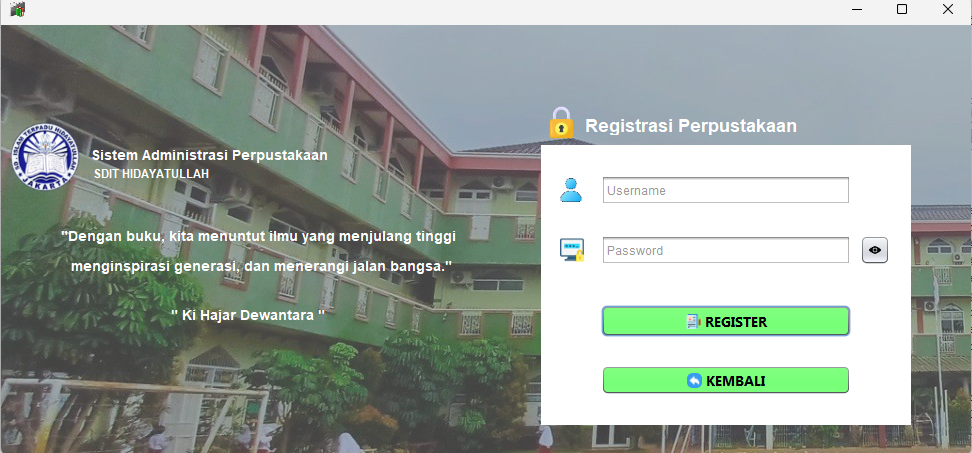 SD ISLAM TERPADU HIDAYATULLAH
JAKARTA
Sistem Administrasi Perpustakaan
SDIT HIDAYATULLAH
"Dengan buku, kita menuntut ilmu yang menjulang tinggi
menginspirasi generasi, dan menerangi jalan bangsa."
" Ki Hajar Dewantara "
Registrasi Perpustakaan
Username
Password
REGISTER
KEMBALI